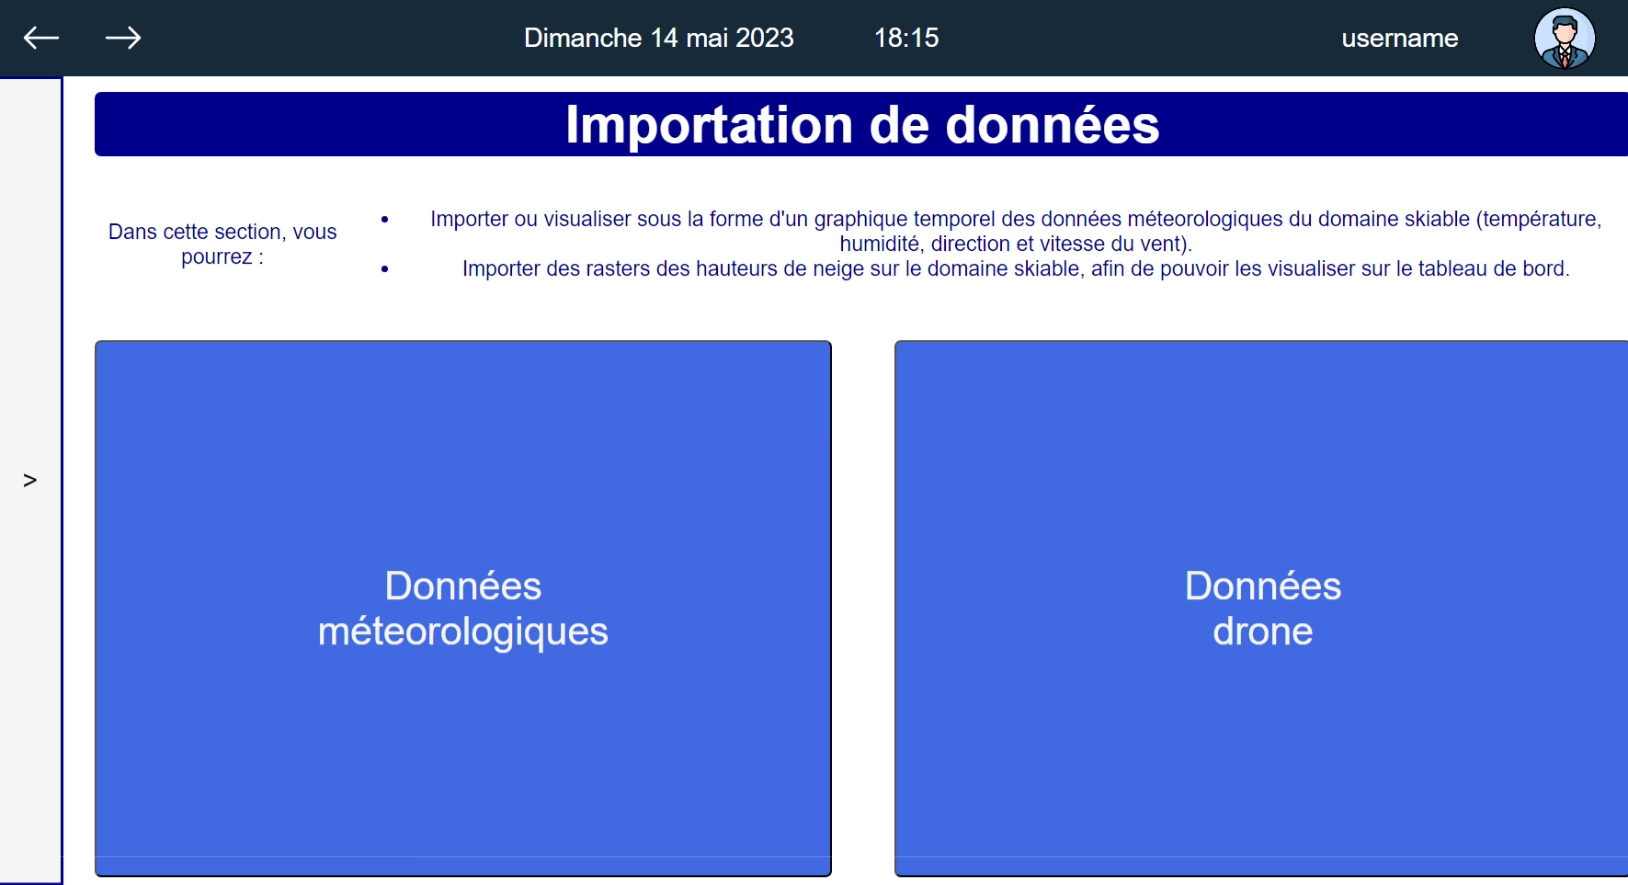 Dimanche 14 mai 2023 18:15 username
Importation de données
Dans cette section, vous
pourrez :
• Importer ou visualiser sous la forme d'un graphique temporel des données méteorologiques du domaine skiable (température,
humidité, direction et vitesse du vent).
• Importer des rasters des hauteurs de neige sur le domaine skiable, afin de pouvoir les visualiser sur le tableau de bord.
>
Données
méteorologiques
Données
drone